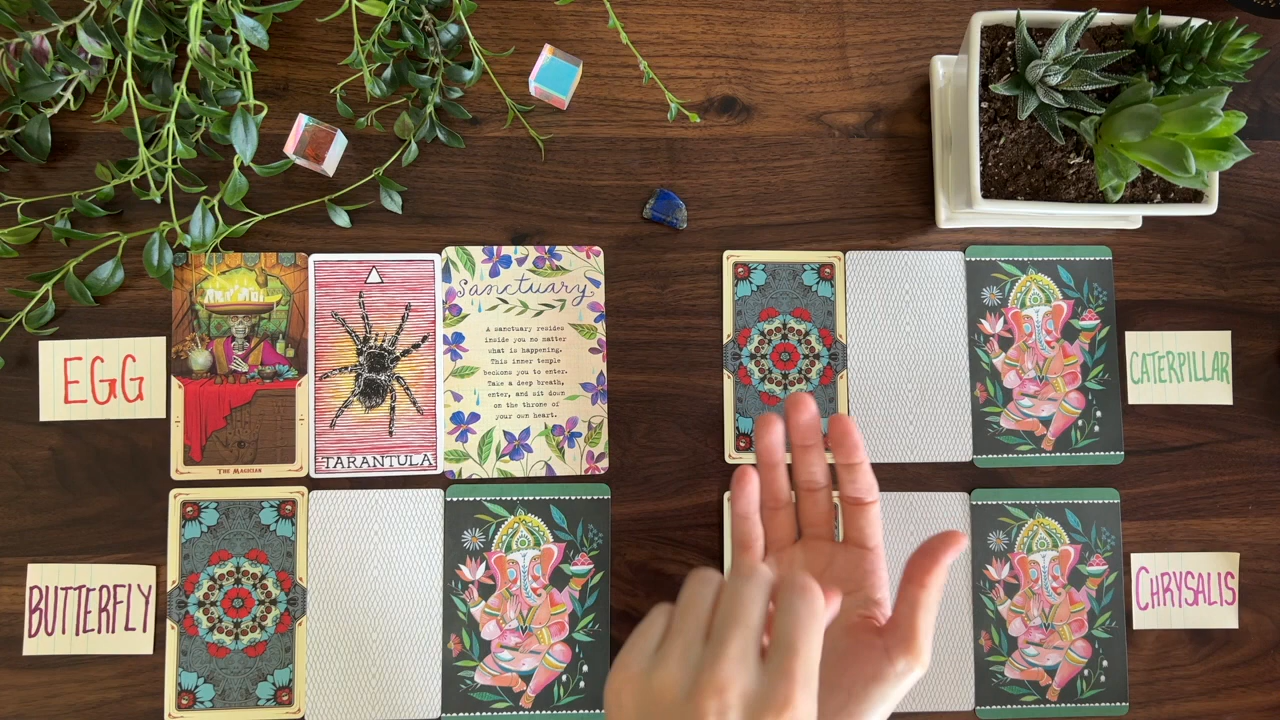 EGG
THE MAGICIAN
TARANTULA
Sanctuary
A sanctuary resides
inside you no matter
what is happening.
This inner temple
beckons you to enter.
Take a deep breath,
enter, and sit down
on the throne of
your own heart.
CATERPILLAR
BUTTERFLY
CHRYSALIS